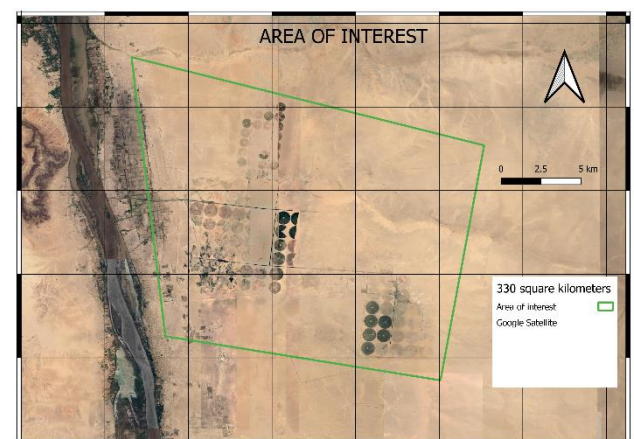 AREA OF INTEREST
0 2.5 5 km
330 square kilometers
Area of interest
Google Satellite